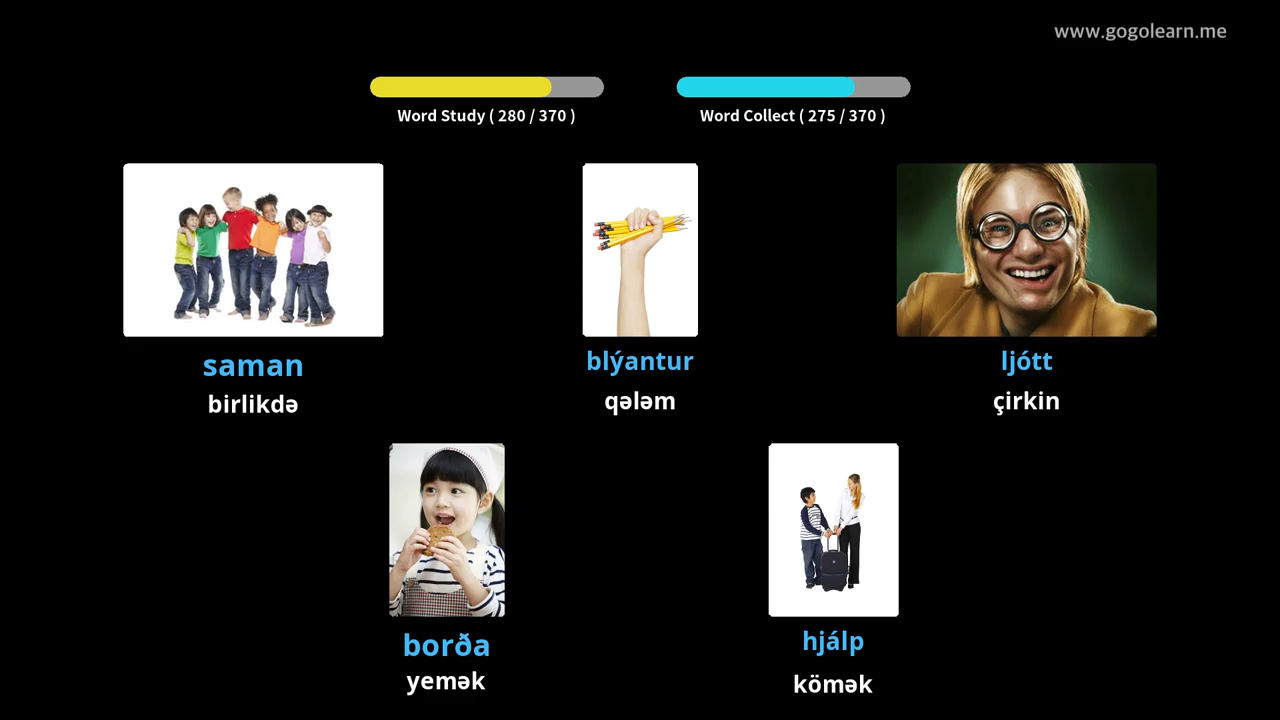 www.gogolearn.me
Word Study ( 280 / 370 )
Word Collect ( 275 / 370 )
saman
birlikdə
blýantur
qələm
ljótt
çirkin
borða
yemək
hjálp
kömək